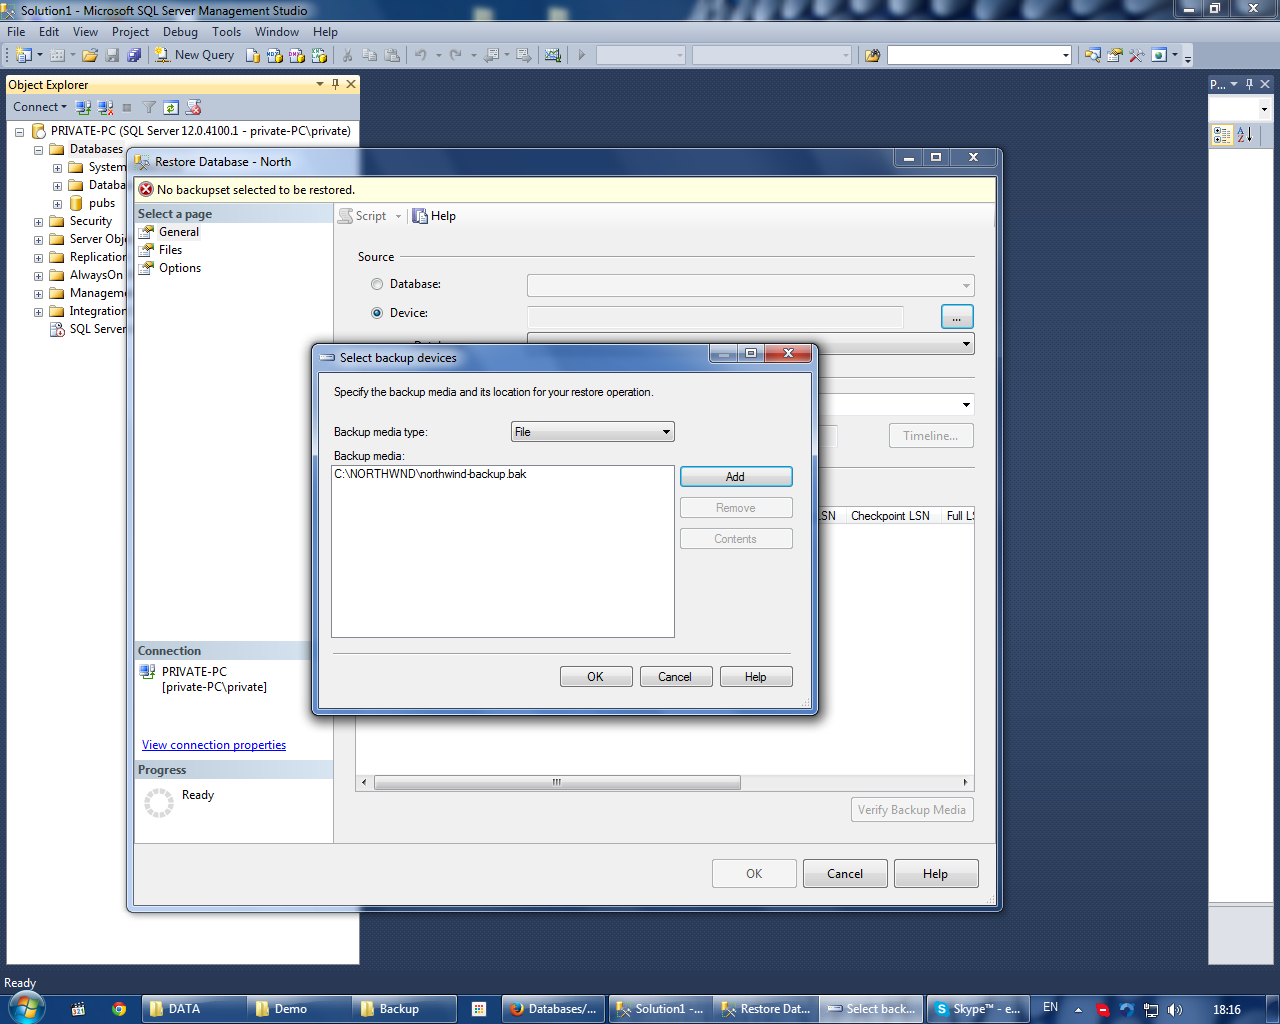 Solution1 - Microsoft SQL Server Management Studio
File Edit View Project Debug Tools Window Help
New Query
Object Explorer
P...
Connect
PRIVATE-PC (SQL Server 12.0.4100.1 - private-PC\private)
Databases
System
Databa
pubs
Security
Server Obj
Replication
AlwaysOn
Manageme
Integration
SQL Server
Restore Database - North
No backupset selected to be restored.
Select a page
General
Files
Options
Script Help
Source
Database:
Device:
...
Timeline...
LSN Checkpoint LSN Full LS
Select backup devices
Specify the backup media and its location for your restore operation.
Backup media type: File
Backup media:
C:\NORTHWND\northwind-backup.bak
Add
Remove
Contents
OK Cancel Help
Connection
PRIVATE-PC
[private-PC\private]
View connection properties
Progress
Ready
Verify Backup Media
OK Cancel Help
Ready
DATA Demo Backup Databases/... Solution1 -... Restore Dat... Select back... Skype™ - e... EN 18:16